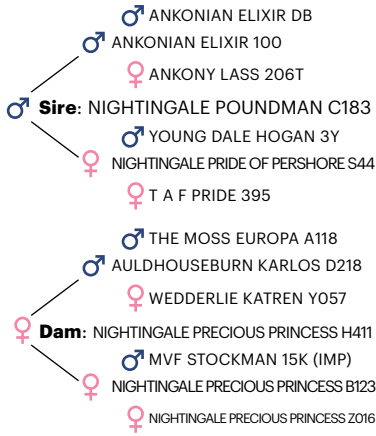 ANKONIAN ELIXIR DB
ANKONIAN ELIXIR 100
ANKONY LASS 206T
Sire: NIGHTINGALE POUNDMAN C183
YOUNG DALE HOGAN 3Y
NIGHTINGALE PRIDE OF PERSHORE S44
T A F PRIDE 395
THE MOSS EUROPA A118
AULDHOUSEBURN KARLOS D218
WEDDERLIE KATREN Y057
Dam: NIGHTINGALE PRECIOUS PRINCESS H411
MVF STOCKMAN 15K (IMP)
NIGHTINGALE PRECIOUS PRINCESS B123
NIGHTINGALE PRECIOUS PRINCESS Z016